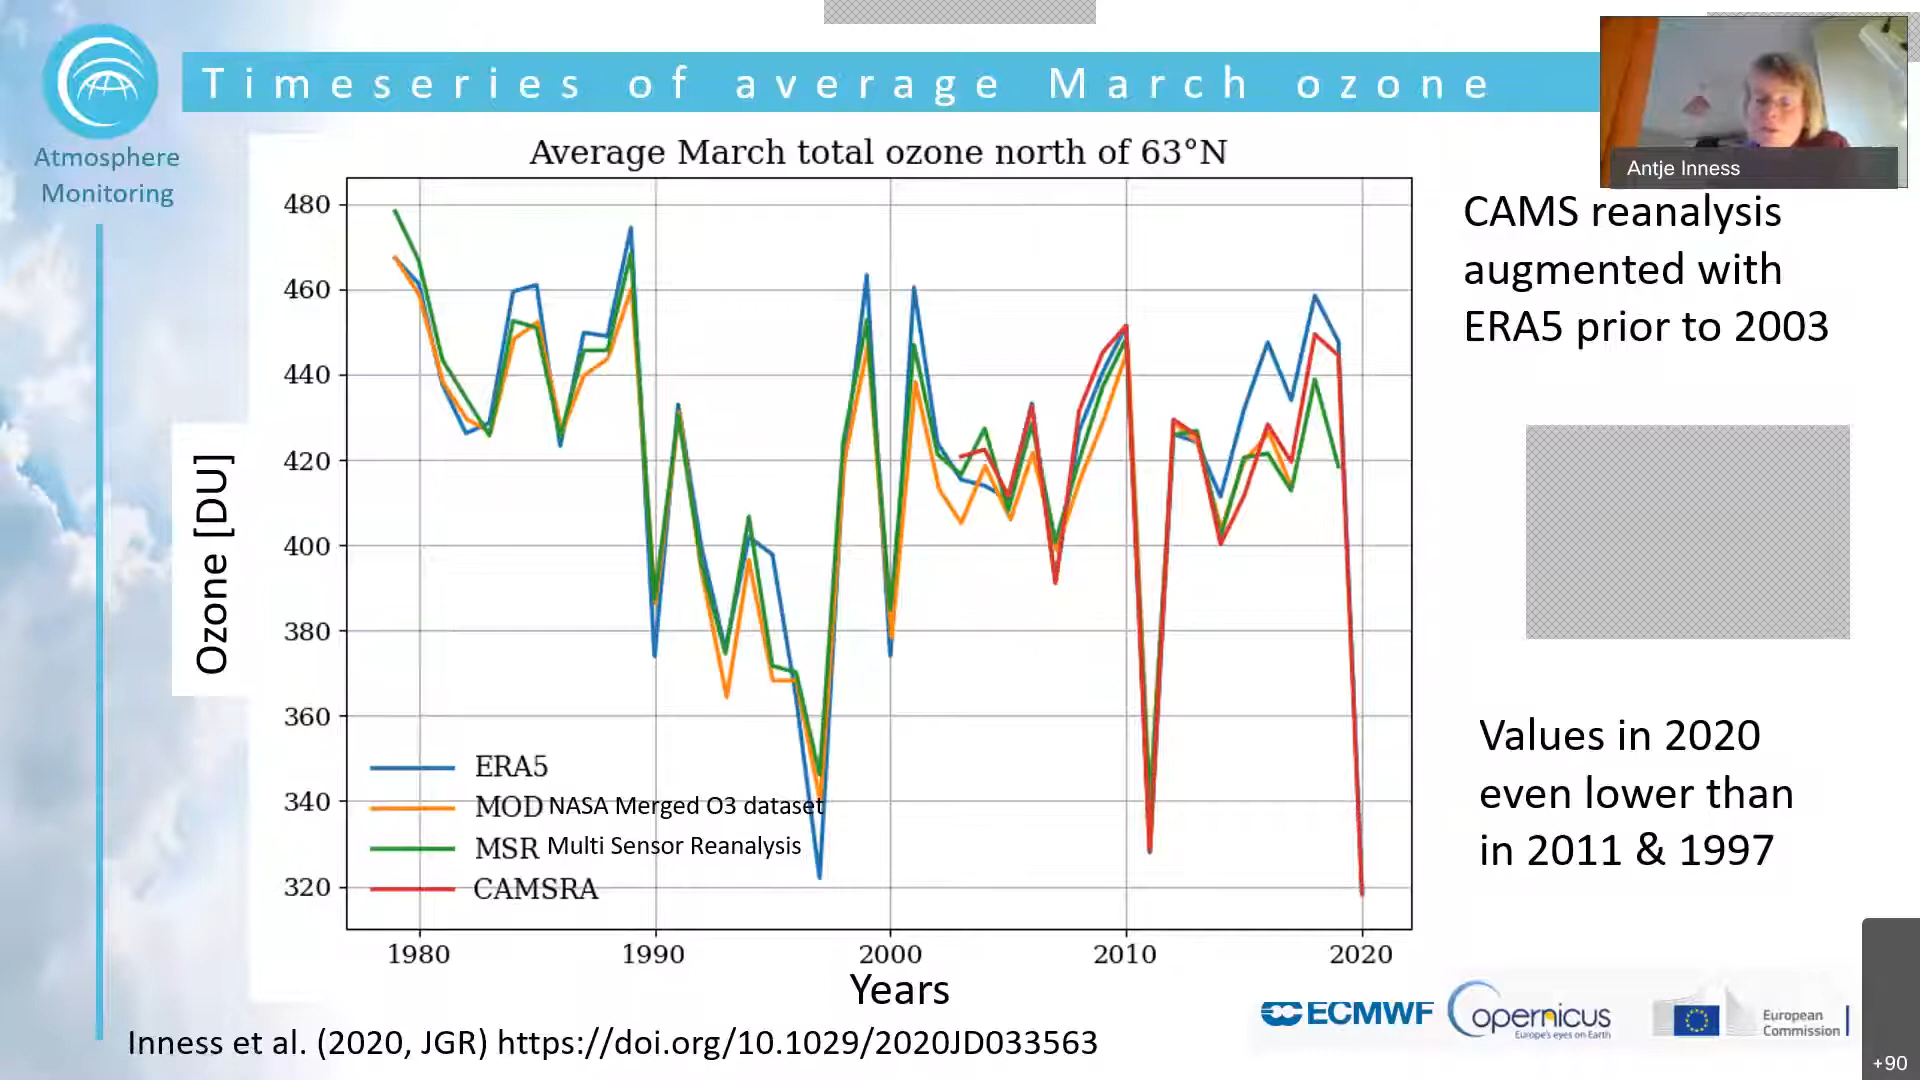 Timeseries of average March ozone
Antje Inness
Atmosphere
Monitoring
Average March total ozone north of 63°N
480
460
440
420
400
380
360
340
320
Ozone [DU]
ERA5
MOD NASA Merged O3 dataset
MSR Multi Sensor Reanalysis
CAMSRA
1980
1990
2000
2010
2020
Years
CAMS reanalysis
augmented with
ERA5 prior to 2003
Values in 2020
even lower than
in 2011 & 1997
Inness et al. (2020, JGR) https://doi.org/10.1029/2020JD033563
ECMWF
opernicus
Europe's eyes on Earth
European
Commission
+90